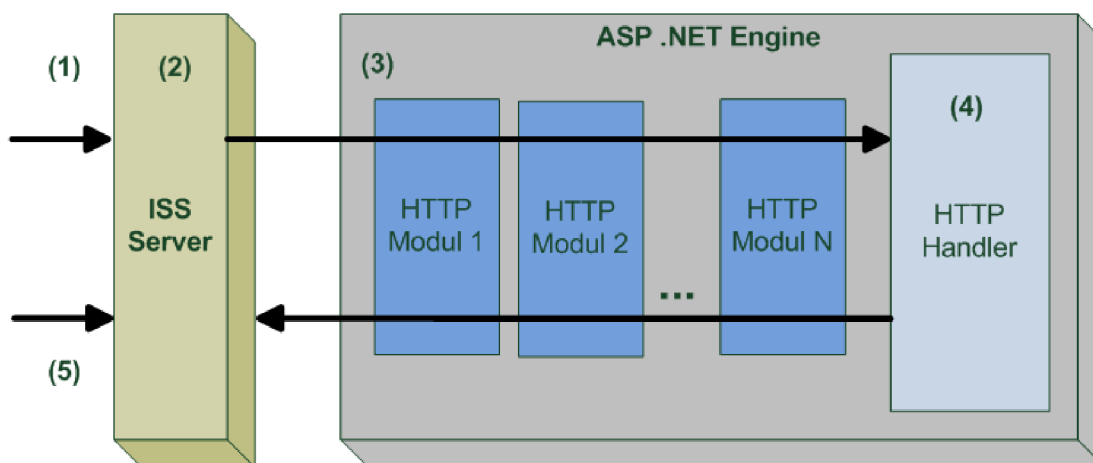 ASP .NET Engine
(1)
(2)
(3)
(4)
ISS
Server
HTTP
Modul 1
HTTP
Modul 2
...
HTTP
Modul N
HTTP
Handler
(5)